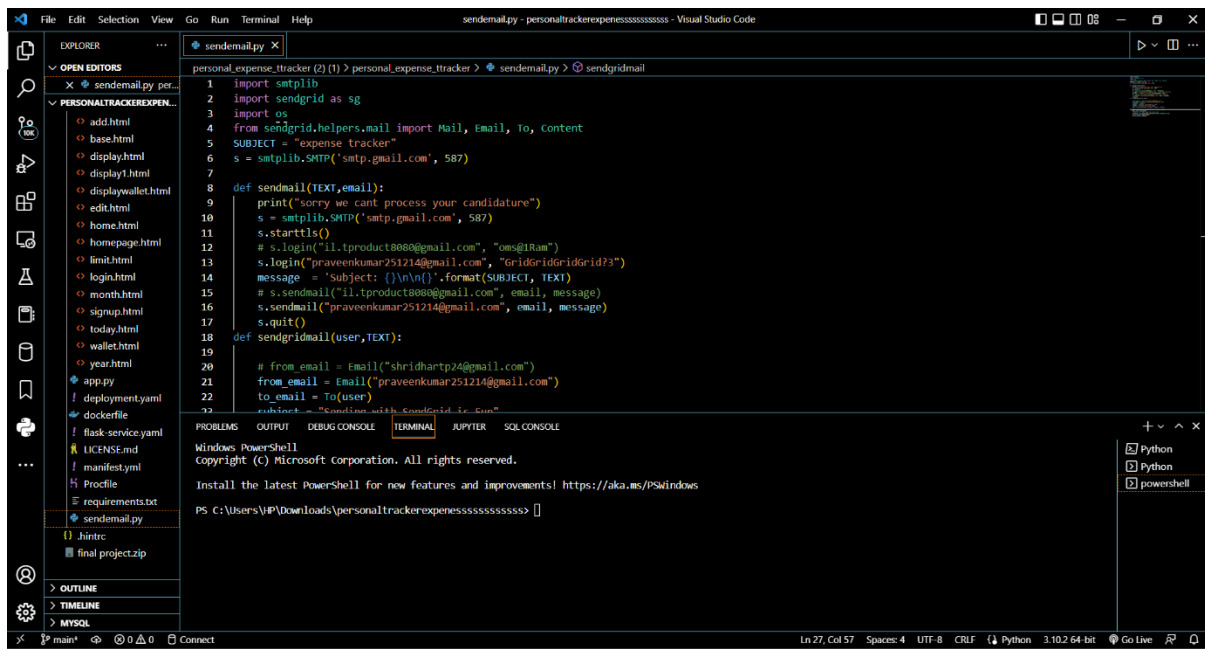 File Edit Selection View Go Run Terminal Help
sendemail.py - personaltrackerexpenesssssssssss - Visual Studio Code
EXPLORER
OPEN EDITORS
sendemail.py per...
PERSONALTRACKEREXPEN...
add.html
base.html
display.html
display1.html
displaywallet.html
edit.html
home.html
homepage.html
limit.html
login.html
month.html
signup.html
today.html
wallet.html
year.html
app.py
deployment.yaml
dockerfile
flask-service.yaml
LICENSE.md
manifest.yml
Procfile
requirements.txt
sendemail.py
.hintrc
final project.zip
OUTLINE
TIMELINE
MYSQL
10K
sendemail.py
personal_expense_ttracker (2) (1) > personal_expense_ttracker > sendemail.py > sendgridmail
1 import smtplib
2 import sendgrid as sg
3 import os
4 from sendgrid.helpers.mail import Mail, Email, To, Content
5 SUBJECT = "expense tracker"
6 s = smtplib.SMTP('smtp.gmail.com', 587)
7
8 def sendmail(TEXT,email):
9 print("sorry we cant process your candidature")
10 s = smtplib.SMTP('smtp.gmail.com', 587)
11 s.starttls()
12 # s.login("il.tproduct8080@gmail.com", "oms@1Ram")
13 s.login("praveenkumar251214@gmail.com", "GridGridGridGrid?3")
14 message = 'Subject: {}\n\n{}'.format(SUBJECT, TEXT)
15 # s.sendmail("il.tproduct8080@gmail.com", email, message)
16 s.sendmail("praveenkumar251214@gmail.com", email, message)
17 s.quit()
18 def sendgridmail(user,TEXT):
19
20 # from_email = Email("shridhartp24@gmail.com")
21 from_email = Email("praveenkumar251214@gmail.com")
22 to_email = To(user)
23 subject = "Sending with SendGrid is Fun"
PROBLEMS OUTPUT DEBUG CONSOLE TERMINAL JUPYTER SQL CONSOLE
Windows PowerShell
Copyright (C) Microsoft Corporation. All rights reserved.
Install the latest PowerShell for new features and improvements! https://aka.ms/PSWindows
PS C:\Users\HP\Downloads\personaltrackerexpenesssssssssss>
Python
Python
powershell
main* 0 0 Connect
Ln 27, Col 57 Spaces: 4 UTF-8 CRLF Python 3.10.2 64-bit Go Live